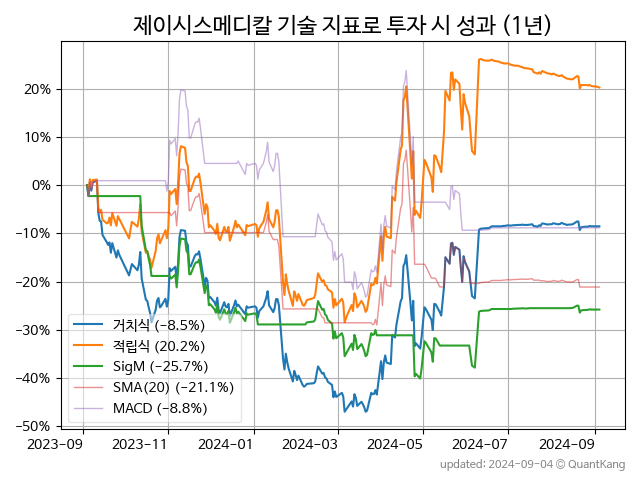 제이시스메디칼 기술 지표로 투자 시 성과 (1년)
20%
10%
0%
−10%
−20%
−30%
−40%
−50%
거치식 (−8.5%)
적립식 (20.2%)
SigM (−25.7%)
SMA(20) (−21.1%)
MACD (−8.8%)
2023-09 2023-11 2024-01 2024-03 2024-05 2024-07 2024-09
updated: 2024-09-04 © QuantKang